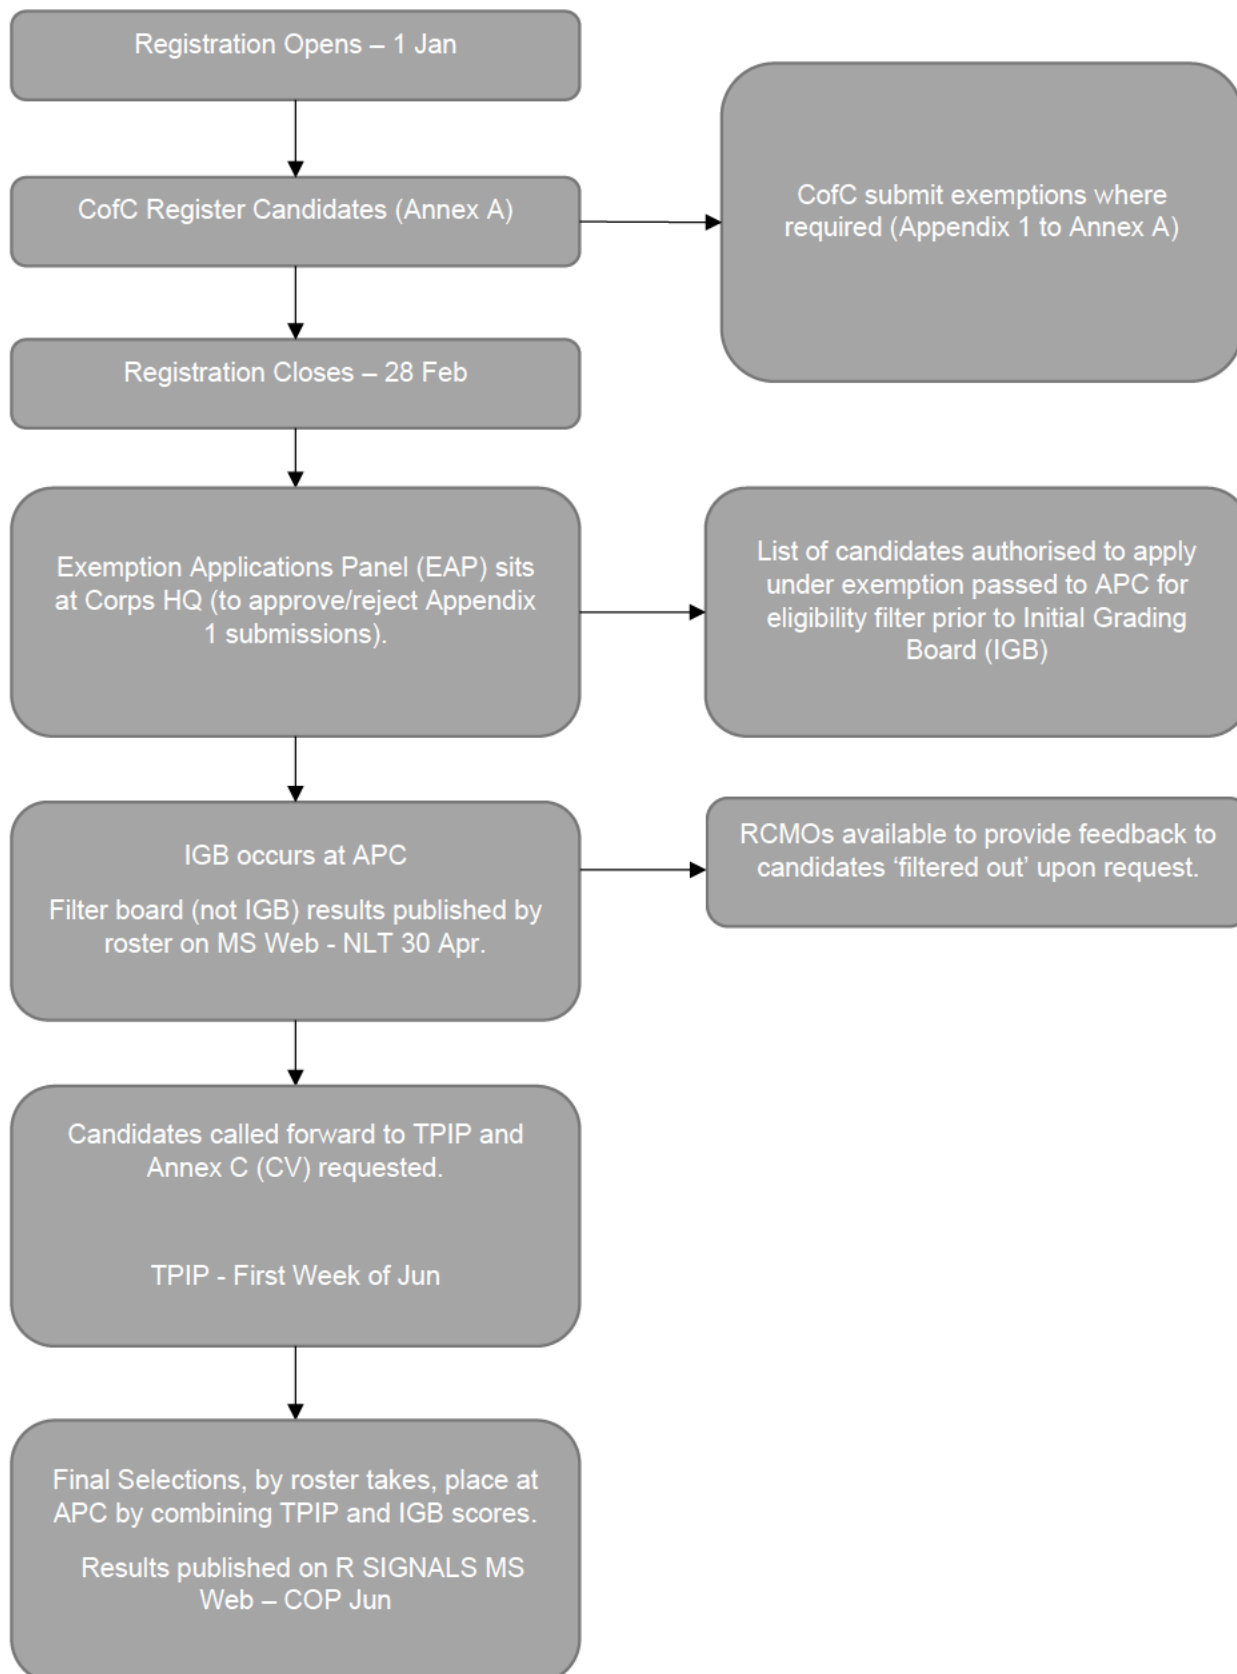 Registration Opens – 1 Jan
CofC Register Candidates (Annex A)
CofC submit exemptions where
required (Appendix 1 to Annex A)
Registration Closes – 28 Feb
Exemption Applications Panel (EAP) sits
at Corps HQ (to approve/reject Appendix
1 submissions).
List of candidates authorised to apply
under exemption passed to APC for
eligibility filter prior to Initial Grading
Board (IGB)
IGB occurs at APC
Filter board (not IGB) results published by
roster on MS Web - NLT 30 Apr.
RCMOs available to provide feedback to
candidates ‘filtered out’ upon request.
Candidates called forward to TPIP and
Annex C (CV) requested.
TPIP - First Week of Jun
Final Selections, by roster takes, place at
APC by combining TPIP and IGB scores.
Results published on R SIGNALS MS
Web – COP Jun